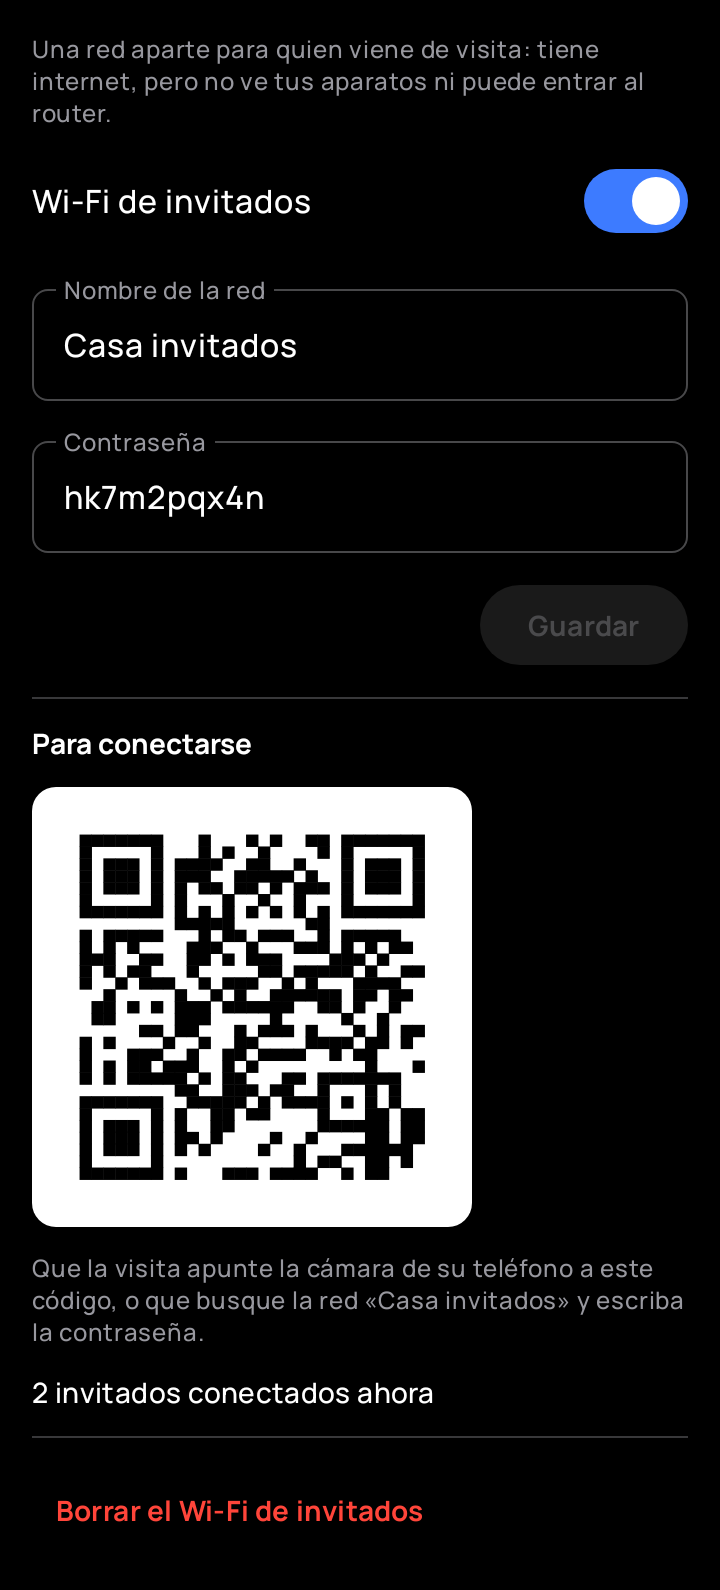 Una red aparte para quien viene de visita: tiene
internet, pero no ve tus aparatos ni puede entrar al
router.
Wi-Fi de invitados
Nombre de la red
Casa invitados
Contraseña
hk7m2pqx4n
Guardar
Para conectarse
Que la visita apunte la cámara de su teléfono a este
código, o que busque la red «Casa invitados» y escriba
la contraseña.
2 invitados conectados ahora
Borrar el Wi-Fi de invitados